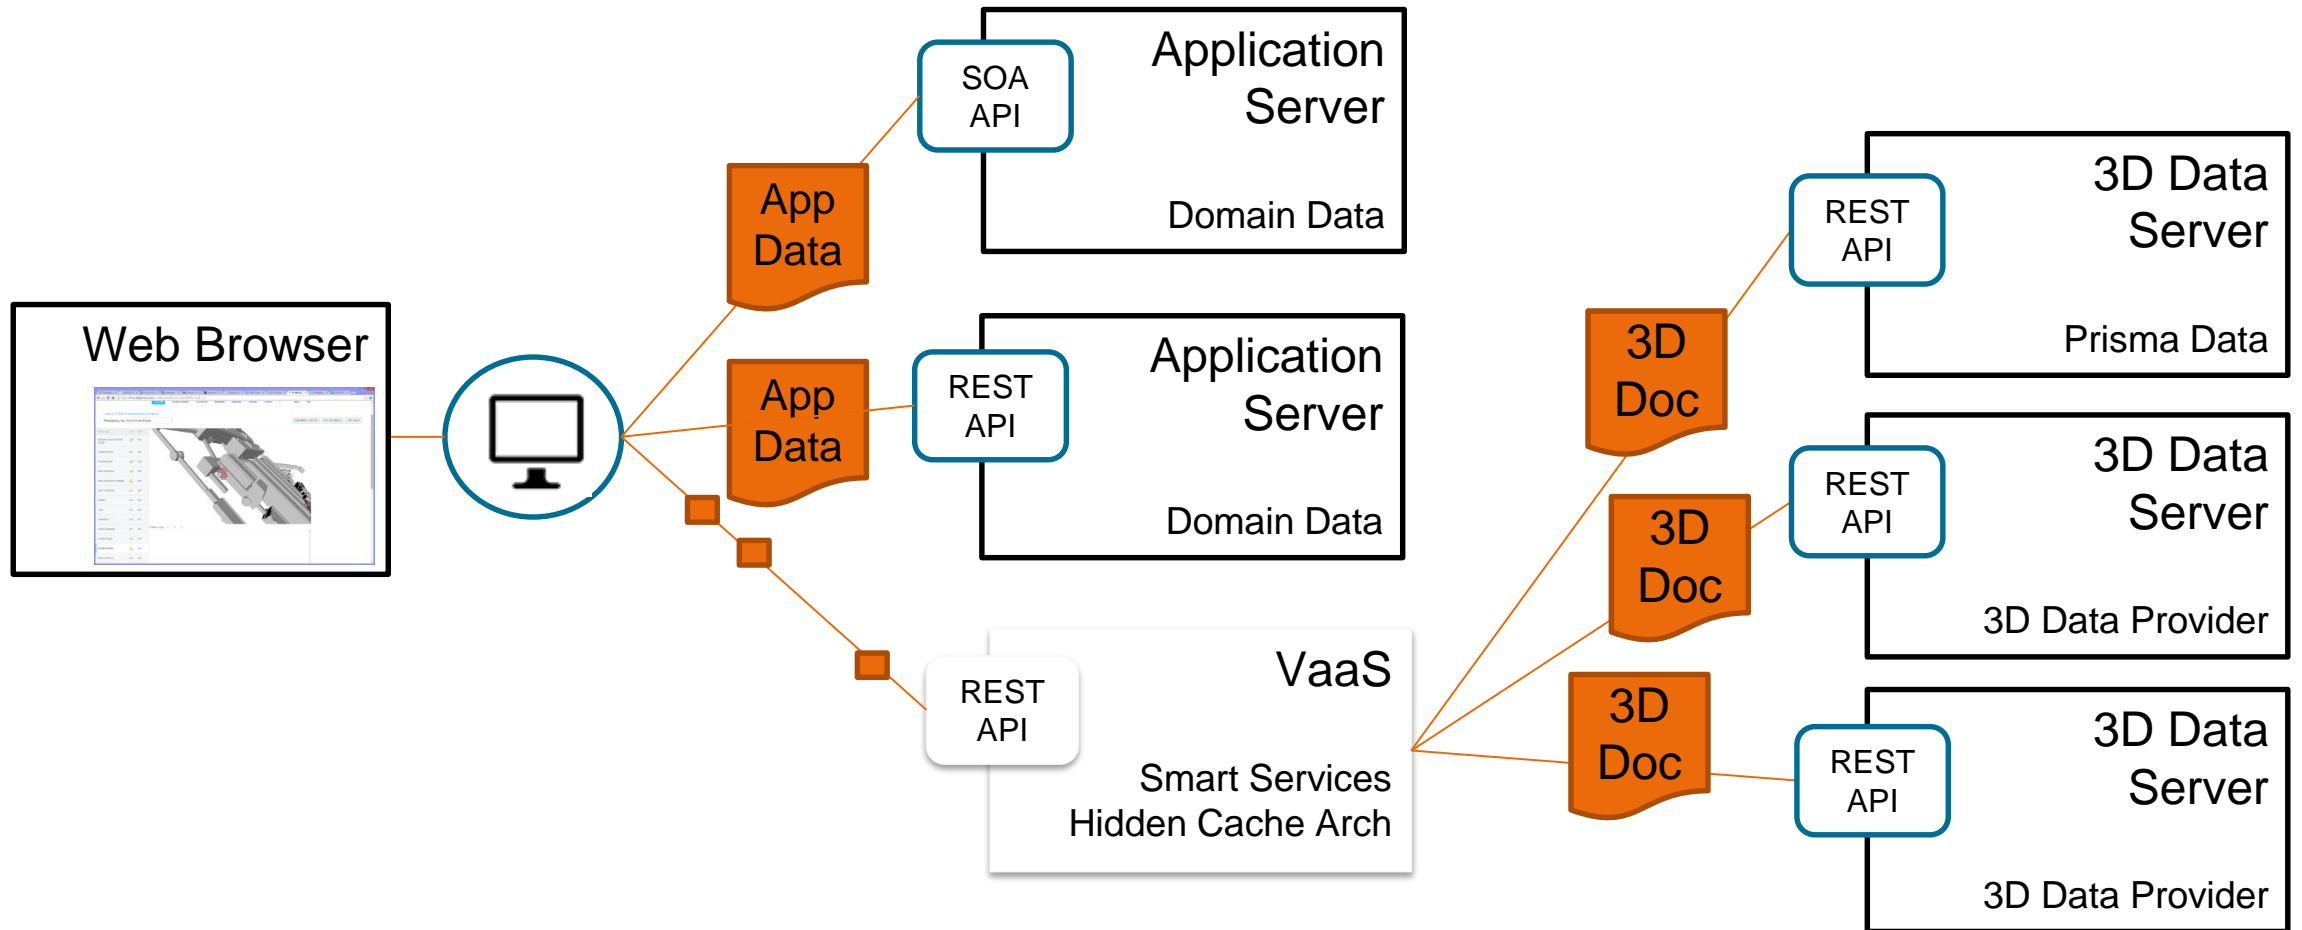 Web Browser
App
Data
App
Data
SOA
API
Application
Server
Domain Data
REST
API
Application
Server
Domain Data
REST
API
VaaS
Smart Services
Hidden Cache Arch
3D
Doc
3D
Doc
3D
Doc
REST
API
3D Data
Server
Prisma Data
REST
API
3D Data
Server
3D Data Provider
REST
API
3D Data
Server
3D Data Provider